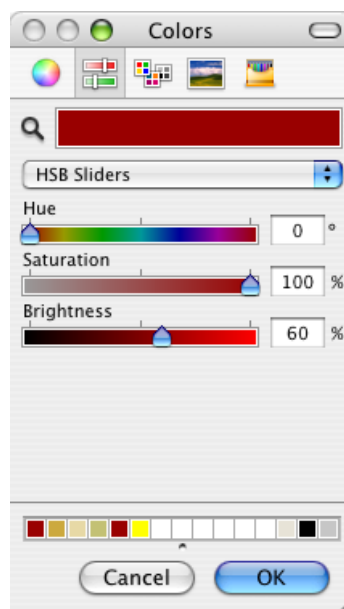 Colors
HSB Sliders
Hue
0 °
Saturation
100 %
Brightness
60 %
Cancel OK